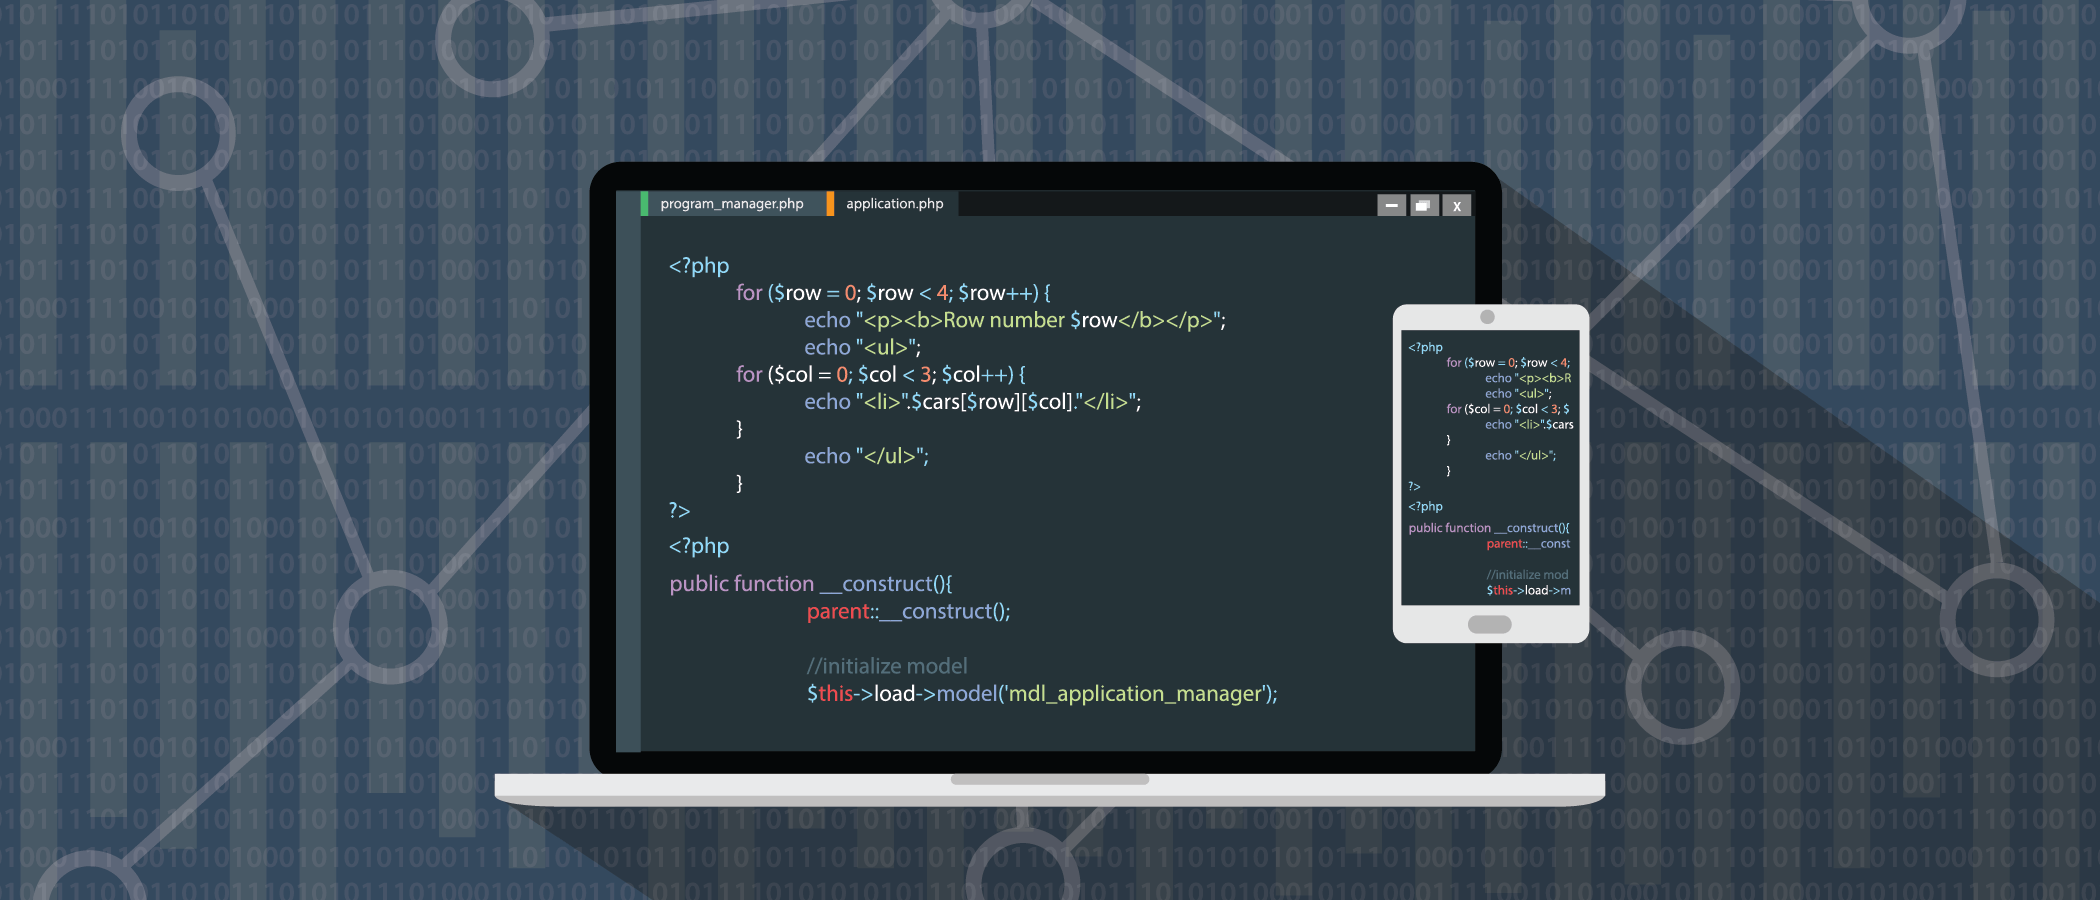 program_manager.php application.php
X
<?php
for ($row = 0; $row < 4; $row++) {
echo "<p><b>Row number $row</b></p>";
echo "<ul>";
for ($col = 0; $col < 3; $col++) {
echo "<li>".$cars[$row][$col]."</li>";
}
echo "</ul>";
}
?>
<?php
public function __construct(){
parent::__construct();
//initialize model
$this->load->model('mdl_application_manager');
<?php
for ($row = 0; $row < 4;
echo "<p><b>R
echo "<ul>";
for ($col = 0; $col < 3; $
echo "<li>".$cars
}
echo "</ul>";
}
?>
<?php
public function __construct(){
parent::__const
//initialize mod
$this->load->m